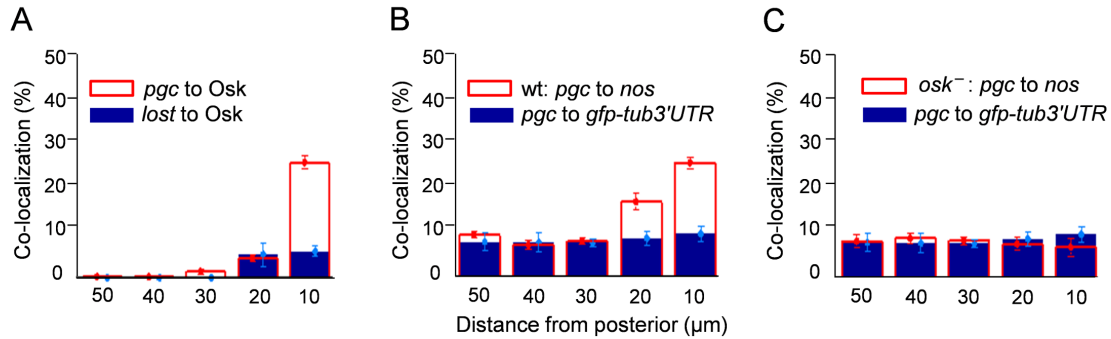 A
Co-localization (%)
50
40
30
20
10
0
pgc to Osk
lost to Osk
50 40 30 20 10
B
Co-localization (%)
50
40
30
20
10
0
wt: pgc to nos
pgc to gfp-tub3'UTR
50 40 30 20 10
Distance from posterior (μm)
C
Co-localization (%)
50
40
30
20
10
0
osk⁻ : pgc to nos
pgc to gfp-tub3'UTR
50 40 30 20 10